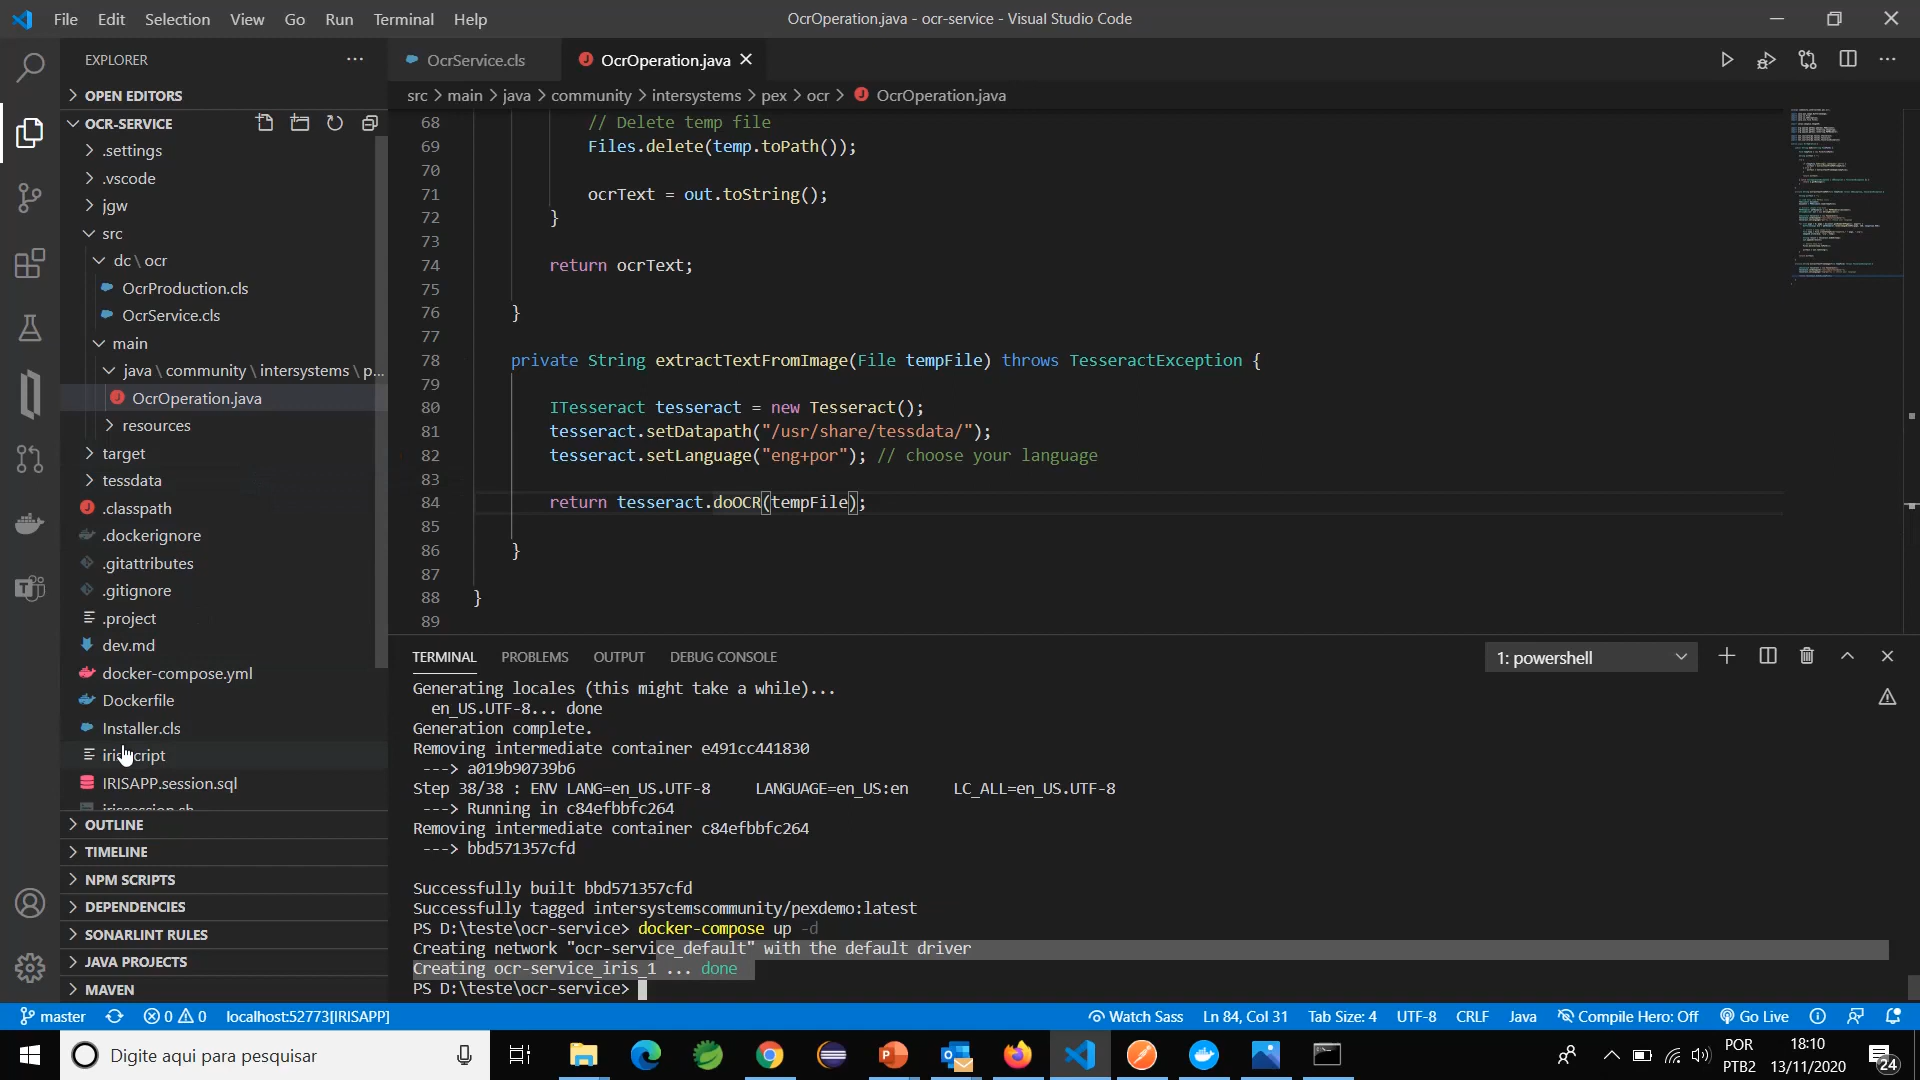 File Edit Selection View Go Run Terminal Help
OcrOperation.java - ocr-service - Visual Studio Code
EXPLORER
OPEN EDITORS
OCR-SERVICE
.settings
.vscode
jgw
src
dc \ ocr
OcrProduction.cls
OcrService.cls
main
java \ community \ intersystems \ p...
OcrOperation.java
resources
target
tessdata
.classpath
.dockerignore
.gitattributes
.gitignore
.project
dev.md
docker-compose.yml
Dockerfile
Installer.cls
IRISAPP.session.sql
OUTLINE
TIMELINE
NPM SCRIPTS
DEPENDENCIES
SONARLINT RULES
JAVA PROJECTS
MAVEN
OcrService.cls
OcrOperation.java
src > main > java > community > intersystems > pex > ocr > OcrOperation.java
68 // Delete temp file
69 Files.delete(temp.toPath());
70
71 ocrText = out.toString();
72 }
73
74 return ocrText;
75
76 }
77
78 private String extractTextFromImage(File tempFile) throws TesseractException {
79
80 ITesseract tesseract = new Tesseract();
81 tesseract.setDatapath("/usr/share/tessdata/");
82 tesseract.setLanguage("eng+por"); // choose your language
83
84 return tesseract.doOCR(tempFile);
85
86 }
87
88 }
89
TERMINAL PROBLEMS OUTPUT DEBUG CONSOLE
1: powershell
Generating locales (this might take a while)...
en_US.UTF-8... done
Generation complete.
Removing intermediate container e491cc441830
---> a019b90739b6
Step 38/38 : ENV LANG=en_US.UTF-8 LANGUAGE=en_US:en LC_ALL=en_US.UTF-8
---> Running in c84efbbfc264
Removing intermediate container c84efbbfc264
---> bbd571357cfd
Successfully built bbd571357cfd
Successfully tagged intersystemscommunity/pexdemo:latest
PS D:\teste\ocr-service> docker-compose up -d
Creating network "ocr-service_default" with the default driver
Creating ocr-service_iris_1 ... done
PS D:\teste\ocr-service>
master 0 0 localhost:52773[IRISAPP]
Watch Sass Ln 84, Col 31 Tab Size: 4 UTF-8 CRLF Java Compile Hero: Off Go Live
Digite aqui para pesquisar
POR
PTB2
18:10
13/11/2020
24